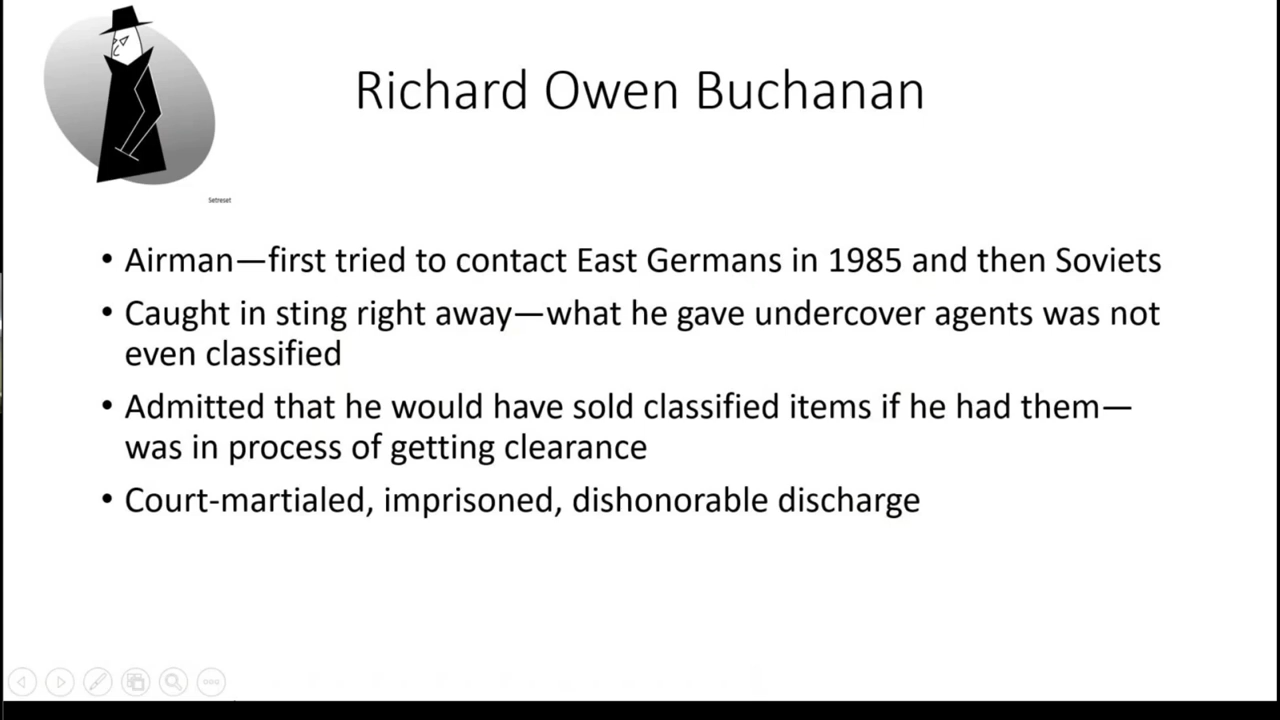 Richard Owen Buchanan
Setreset
• Airman—first tried to contact East Germans in 1985 and then Soviets
• Caught in sting right away—what he gave undercover agents was not
even classified
• Admitted that he would have sold classified items if he had them—
was in process of getting clearance
• Court-martialed, imprisoned, dishonorable discharge